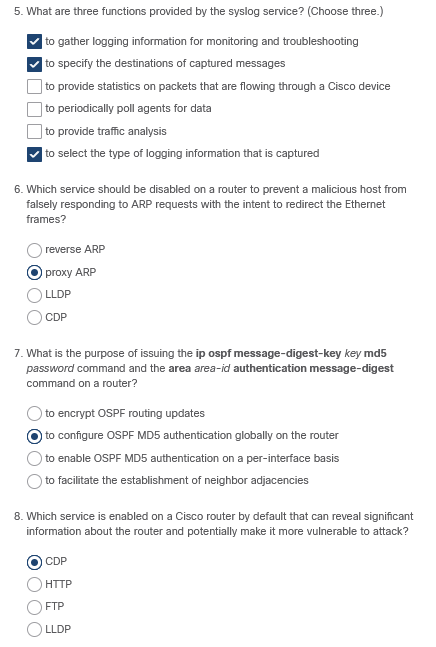 5. What are three functions provided by the syslog service? (Choose three.)
to gather logging information for monitoring and troubleshooting
to specify the destinations of captured messages
to provide statistics on packets that are flowing through a Cisco device
to periodically poll agents for data
to provide traffic analysis
to select the type of logging information that is captured
6. Which service should be disabled on a router to prevent a malicious host from
falsely responding to ARP requests with the intent to redirect the Ethernet
frames?
reverse ARP
proxy ARP
LLDP
CDP
7. What is the purpose of issuing the ip ospf message-digest-key key md5
password command and the area area-id authentication message-digest
command on a router?
to encrypt OSPF routing updates
to configure OSPF MD5 authentication globally on the router
to enable OSPF MD5 authentication on a per-interface basis
to facilitate the establishment of neighbor adjacencies
8. Which service is enabled on a Cisco router by default that can reveal significant
information about the router and potentially make it more vulnerable to attack?
CDP
HTTP
FTP
LLDP